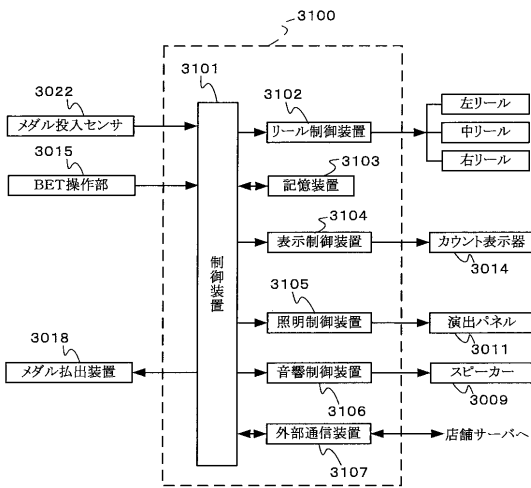 3100
3101
3022
メダル投入センサ
3102
リール制御装置
左リール
中リール
右リール
3015
BET操作部
3103
記憶装置
3104
表示制御装置
カウント表示器
3014
制御装置
3105
照明制御装置
演出パネル
3011
3018
メダル払出装置
音響制御装置
3106
スピーカー
3009
外部通信装置
3107
店舗サーバへ